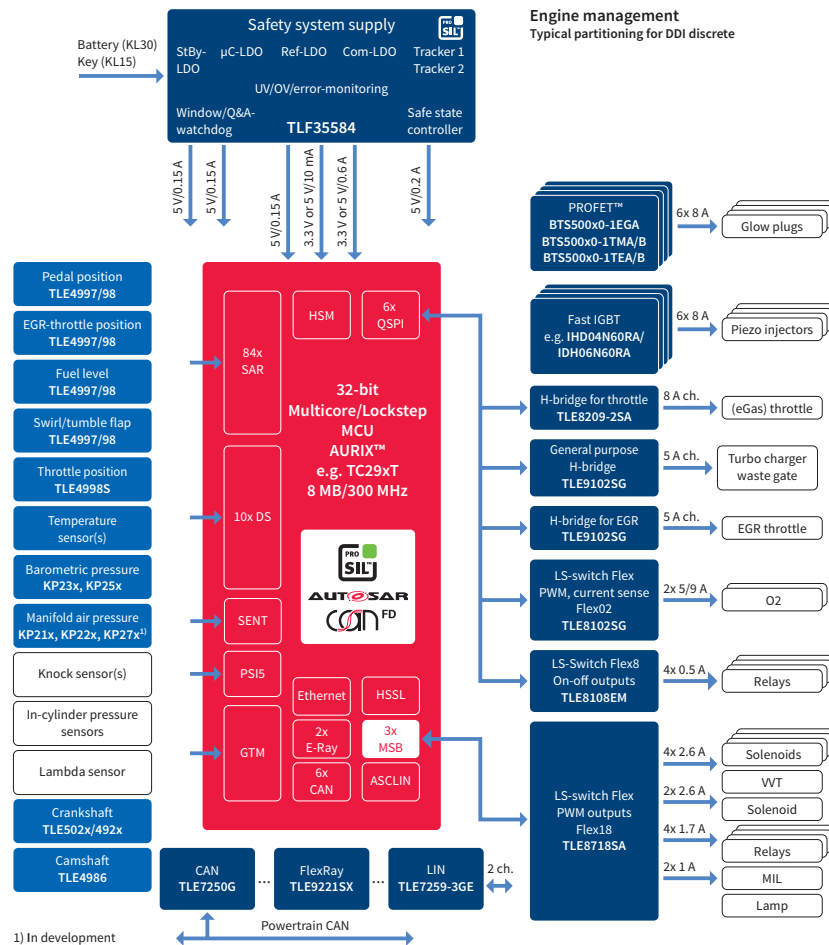 Engine management
Typical partitioning for DDI discrete
Battery (KL30)
Key (KL15)
Safety system supply
PRO
SIL™
StBy-
LDO
µC-LDO
Ref-LDO
Com-LDO
Tracker 1
Tracker 2
UV/OV/error-monitoring
Window/Q&A-
watchdog
TLF35584
Safe state
controller
5 V/0.15 A
5 V/0.15 A
5 V/0.15 A
3.3 V or 5 V/10 mA
3.3 V or 5 V/0.6 A
5 V/0.2 A
Pedal position
TLE4997/98
EGR-throttle position
TLE4997/98
Fuel level
TLE4997/98
Swirl/tumble flap
TLE4997/98
Throttle position
TLE4998S
Temperature
sensor(s)
Barometric pressure
KP23x, KP25x
Manifold air pressure
KP21x, KP22x, KP27x1)
Knock sensor(s)
In-cylinder pressure
sensors
Lambda sensor
Crankshaft
TLE502x/492x
Camshaft
TLE4986
84x
SAR
HSM
6x
QSPI
32-bit
Multicore/Lockstep
MCU
AURIX™
e.g. TC29xT
8 MB/300 MHz
10x DS
PRO
SIL™
AUTOSAR
CAN FD
SENT
PSI5
GTM
Ethernet
HSSL
2x
E-Ray
3x
MSB
6x
CAN
ASCLIN
PROFET™
BTS500x0-1EGA
BTS500x0-1TMA/B
BTS500x0-1TEA/B
6x 8 A
Glow plugs
Fast IGBT
e.g. IHD04N60RA/
IDH06N60RA
6x 8 A
Piezo injectors
H-bridge for throttle
TLE8209-2SA
8 A ch.
(eGas) throttle
General purpose
H-bridge
TLE9102SG
5 A ch.
Turbo charger
waste gate
H-bridge for EGR
TLE9102SG
5 A ch.
EGR throttle
LS-switch Flex
PWM, current sense
Flex02
TLE8102SG
2x 5/9 A
O2
LS-Switch Flex8
On-off outputs
TLE8108EM
4x 0.5 A
Relays
LS-switch Flex
PWM outputs
Flex18
TLE8718SA
4x 2.6 A
Solenoids
VVT
2x 2.6 A
Solenoid
4x 1.7 A
Relays
2x 1 A
MIL
Lamp
CAN
TLE7250G
...
FlexRay
TLE9221SX
...
LIN
TLE7259-3GE
2 ch.
Powertrain CAN
1) In development